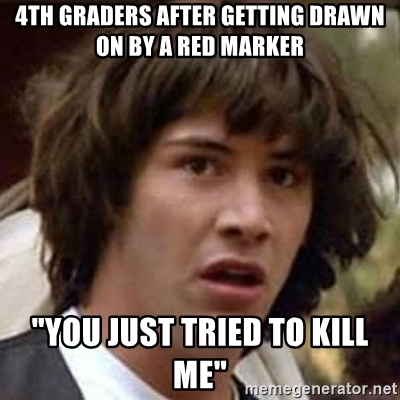 4TH GRADERS AFTER GETTING DRAWN
ON BY A RED MARKER
"YOU JUST TRIED TO KILL
ME"
memegenerator.net